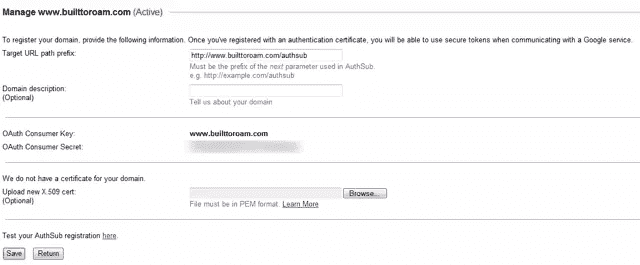 Manage www.builttoroam.com (Active)
To register your domain, provide the following information. Once you've registered with an authentication certificate, you will be able to use secure tokens when communicating with a Google service.
Target URL path prefix:
http://www.builttoroam.com/authsub
Must be the prefix of the next parameter used in AuthSub.
e.g. http://example.com/authsub
Domain description:
(Optional)
Tell us about your domain
OAuth Consumer Key:
www.builttoroam.com
OAuth Consumer Secret:
We do not have a certificate for your domain.
Upload new X.509 cert:
(Optional)
Browse...
File must be in PEM format. Learn More
Test your AuthSub registration here.
Save
Return